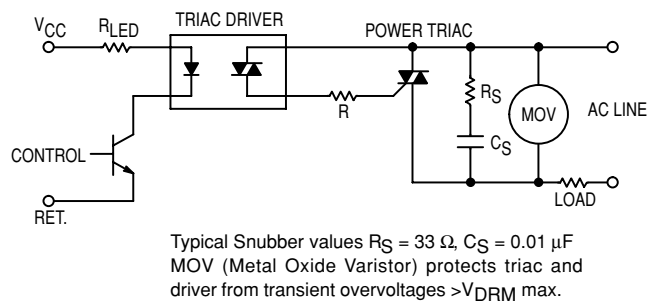 TRIAC DRIVER
VCC
RLED
POWER TRIAC
RS
MOV
AC LINE
R
CS
CONTROL
LOAD
RET.
Typical Snubber values RS = 33 Ω, CS = 0.01 μF
MOV (Metal Oxide Varistor) protects triac and
driver from transient overvoltages >VDRM max.